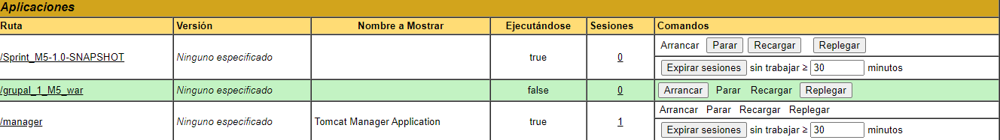 Aplicaciones
Ruta Versión Nombre a Mostrar Ejecutándose Sesiones Comandos
/Sprint_M5-1.0-SNAPSHOT Ninguno especificado true 0 Arrancar Parar Recargar Replegar
Expirar sesiones sin trabajar ≥ 30 minutos
/grupal_1_M5_war Ninguno especificado false 0 Arrancar Parar Recargar Replegar
/manager Ninguno especificado Tomcat Manager Application true 1 Arrancar Parar Recargar Replegar
Expirar sesiones sin trabajar ≥ 30 minutos